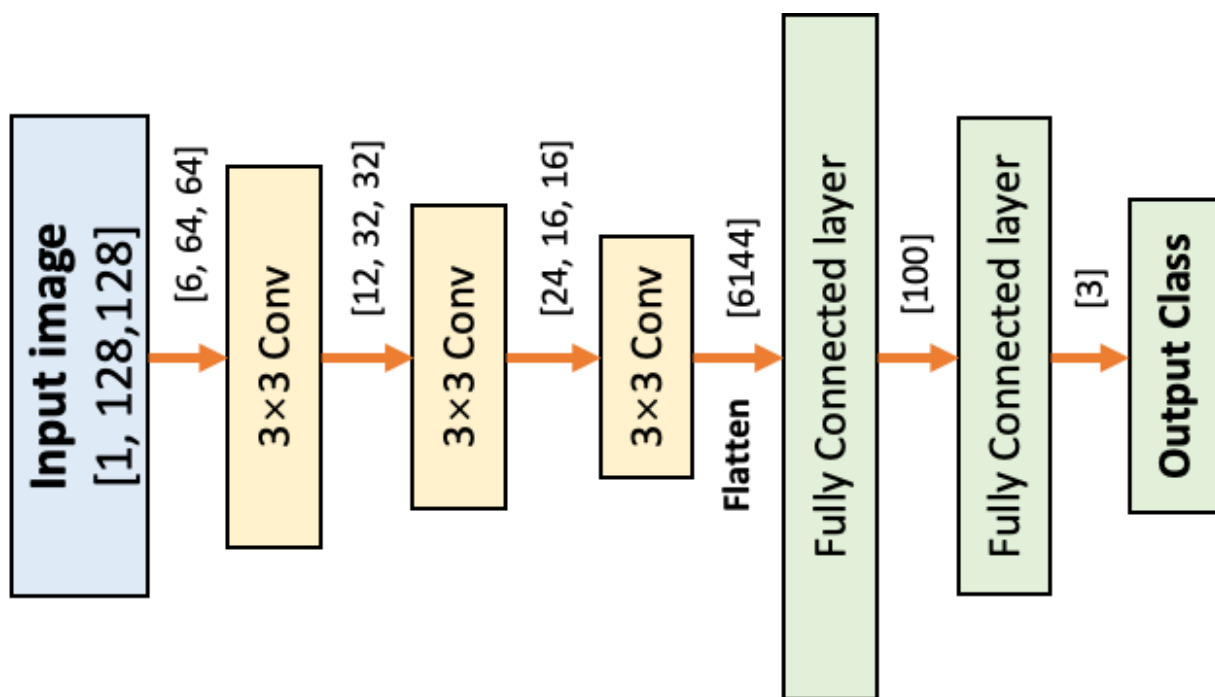 Input image
[1, 128,128]
[6, 64, 64]
3×3 Conv
[12, 32, 32]
3×3 Conv
[24, 16, 16]
3×3 Conv
[6144]
Flatten
Fully Connected layer
[100]
Fully Connected layer
[3]
Output Class